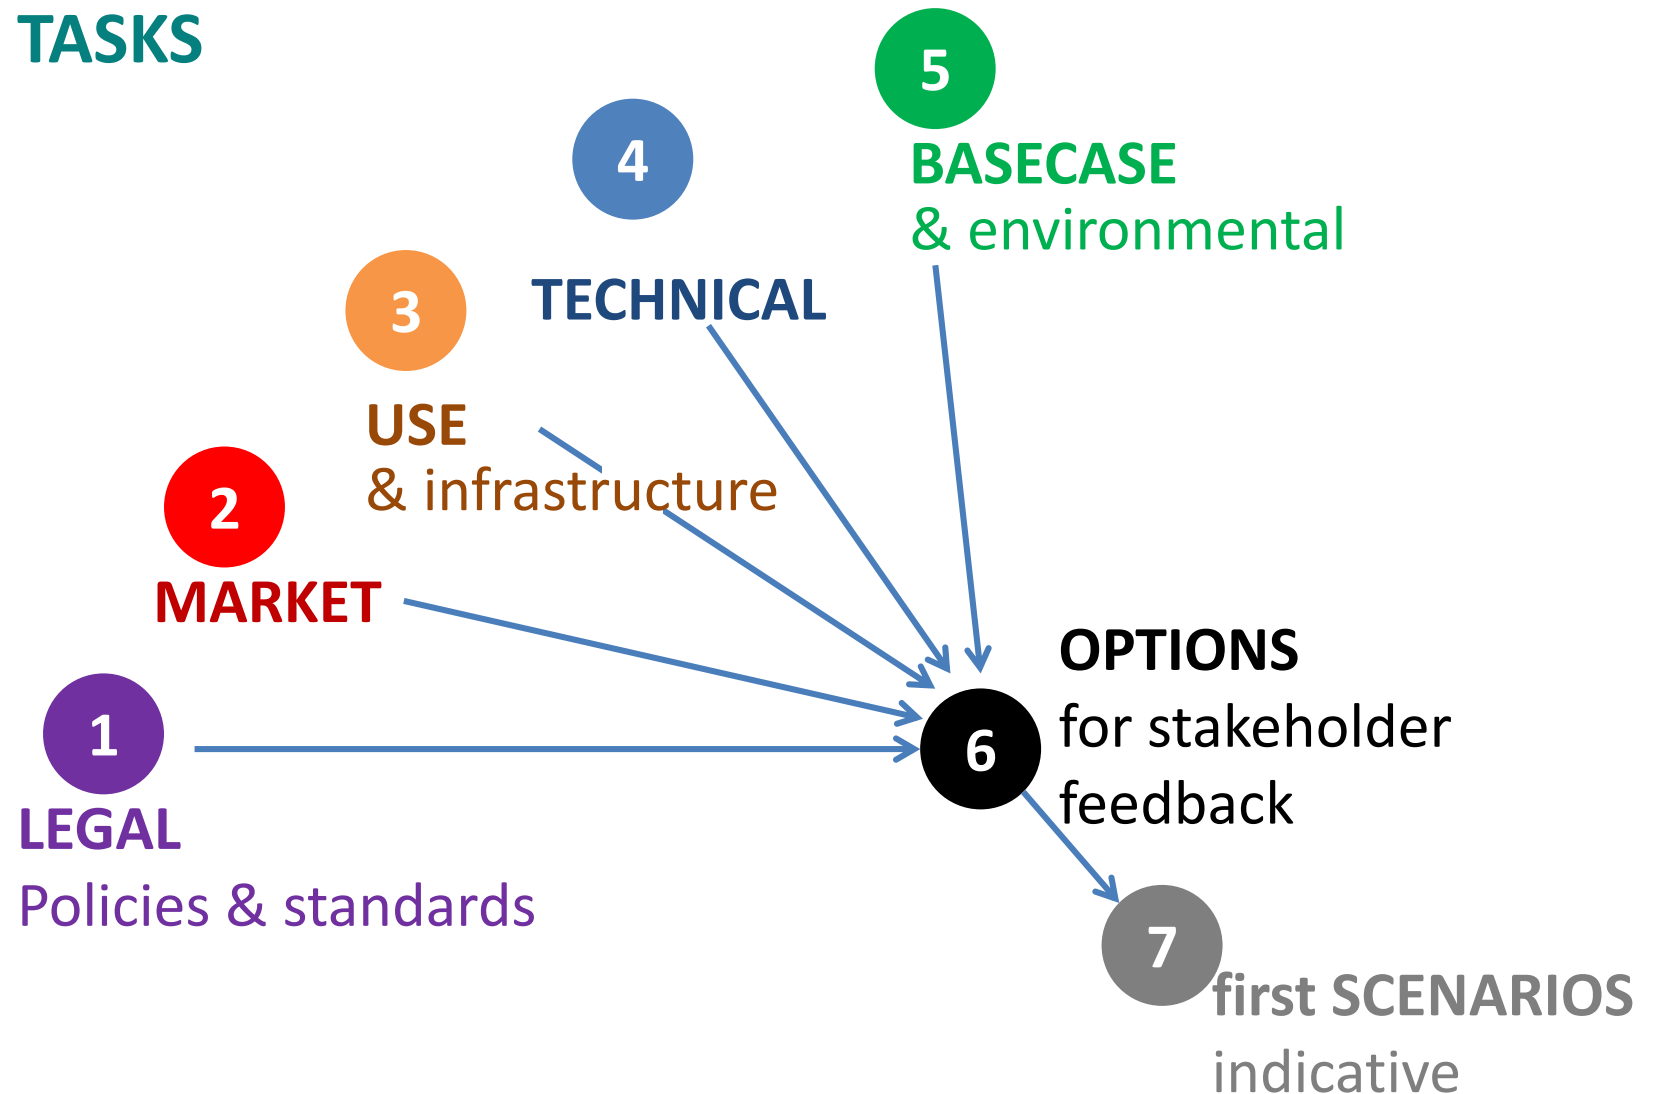 TASKS
5
BASECASE
& environmental
4
TECHNICAL
3
USE
& infrastructure
2
MARKET
1
LEGAL
Policies & standards
6
OPTIONS
for stakeholder
feedback
7
first SCENARIOS
indicative